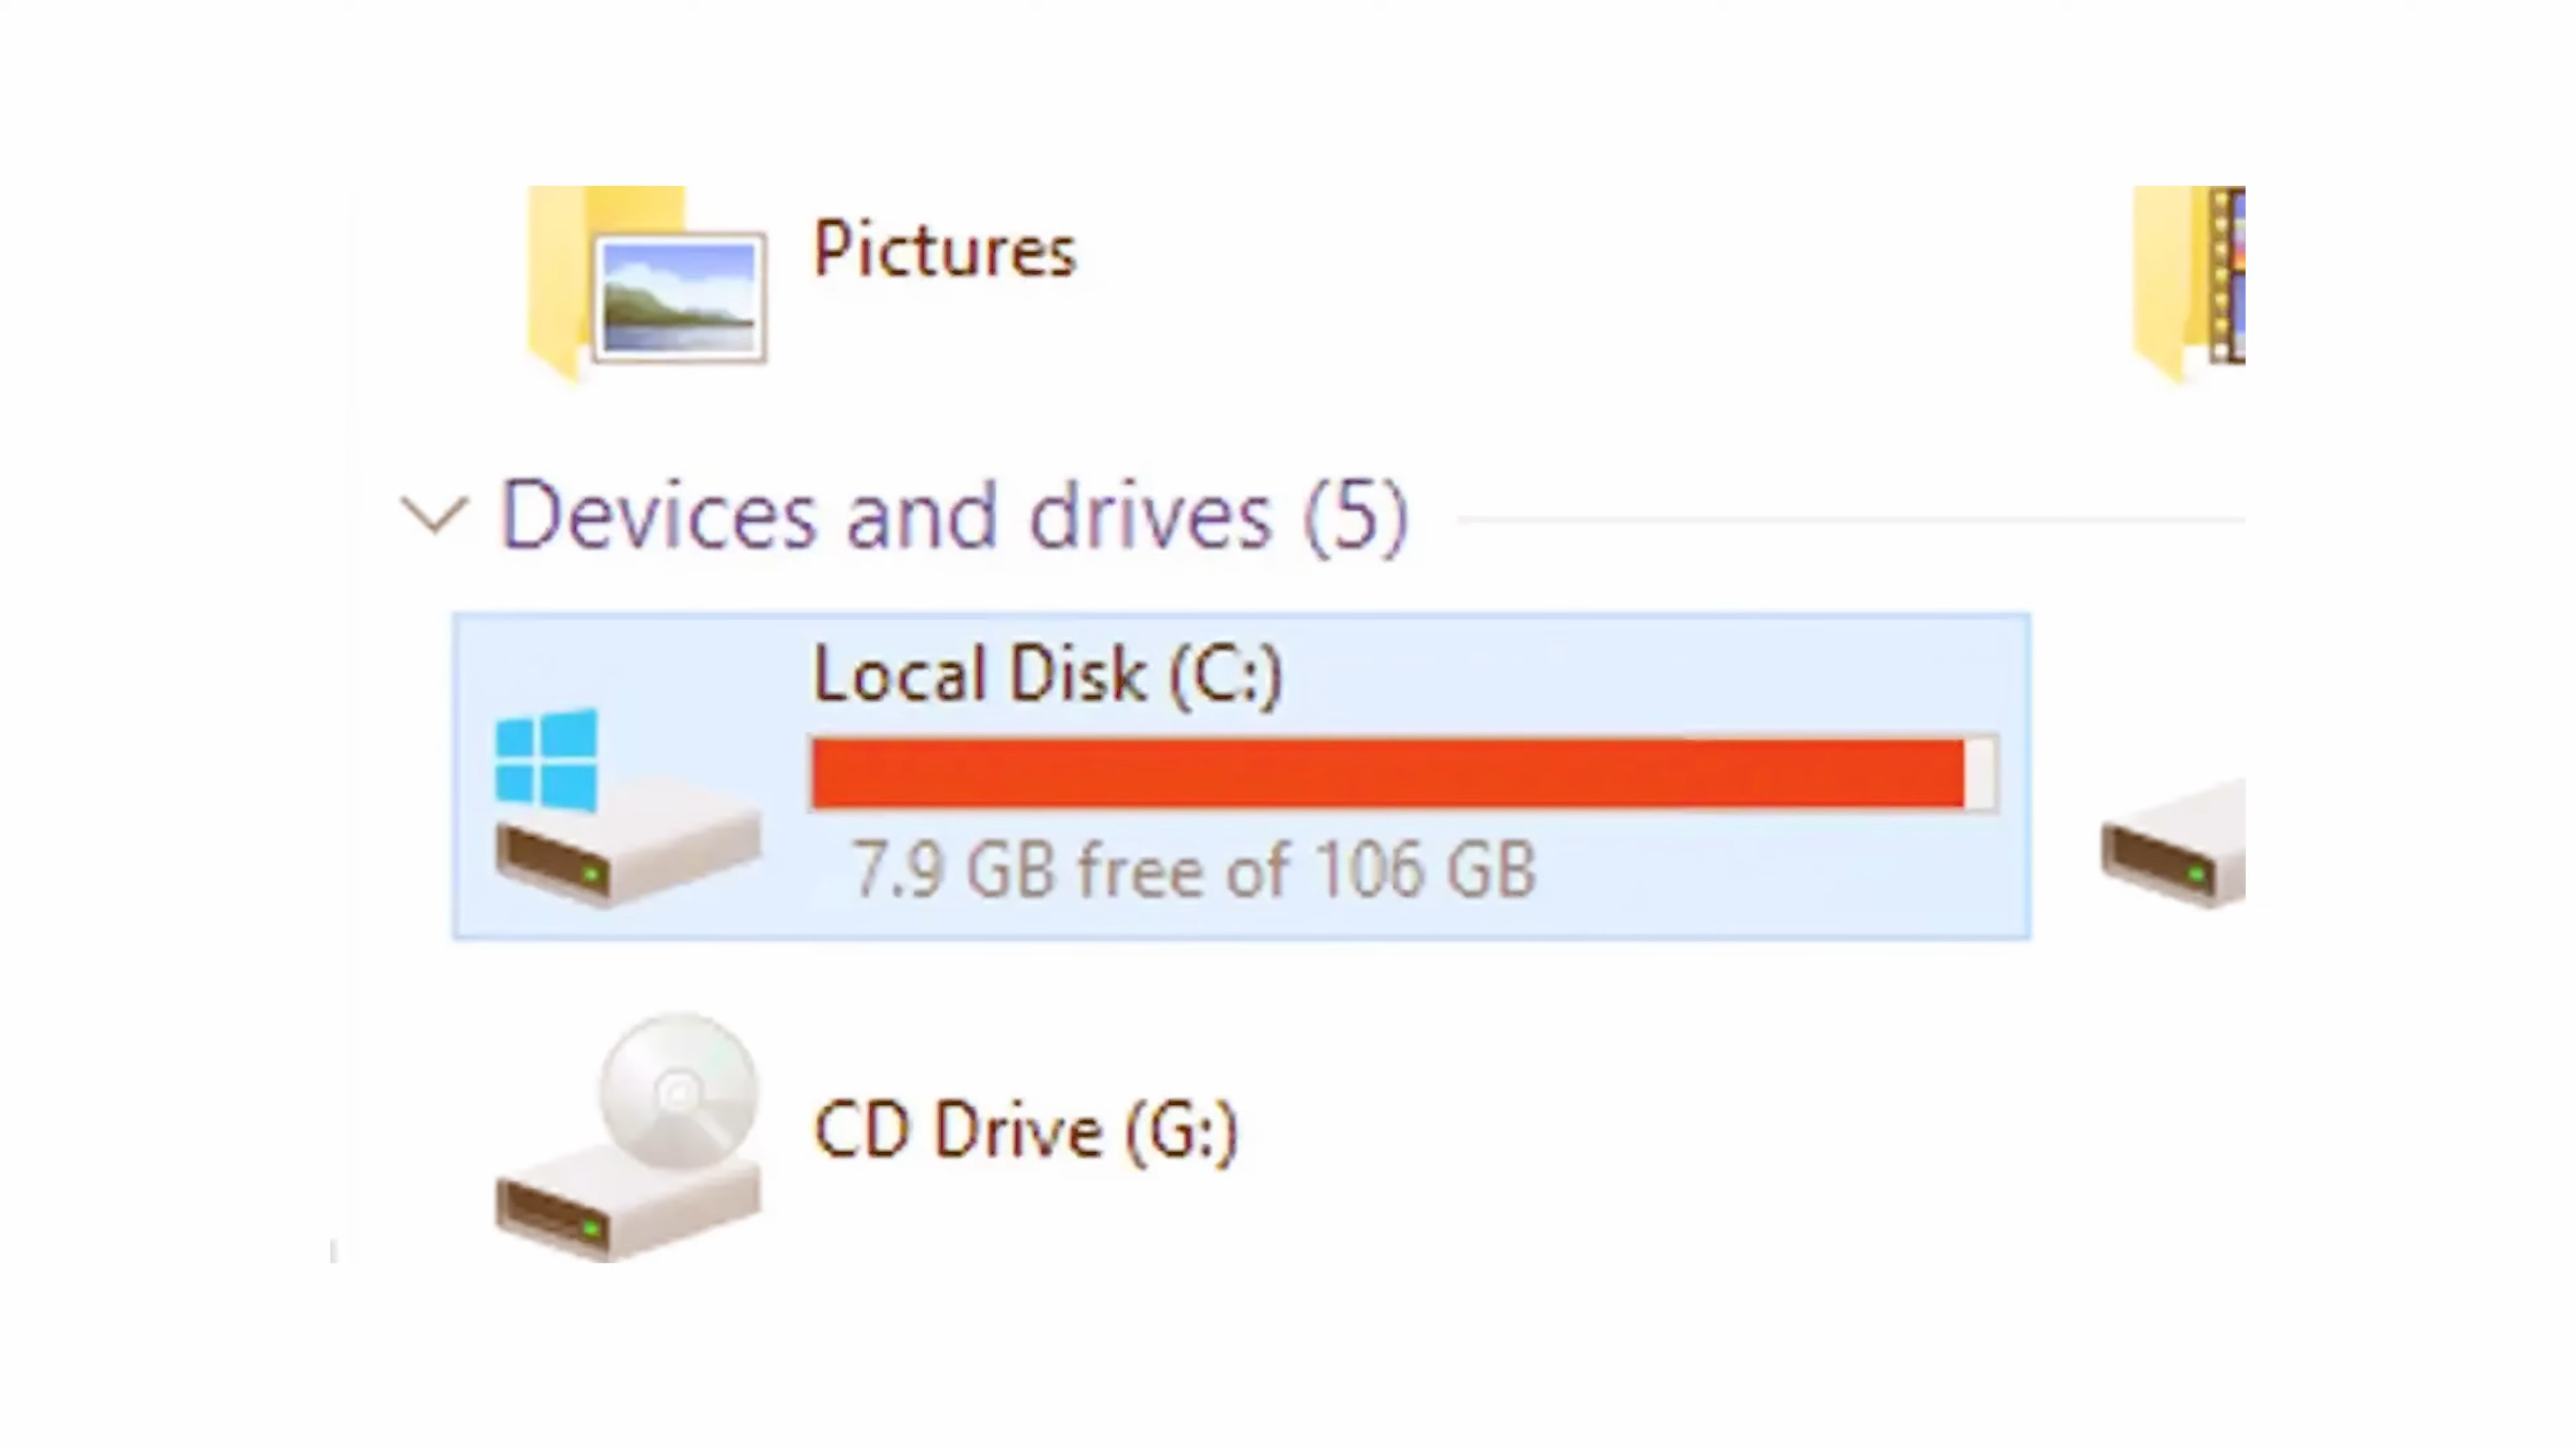 Pictures
Devices and drives (5)
Local Disk (C:)
7.9 GB free of 106 GB
CD Drive (G:)